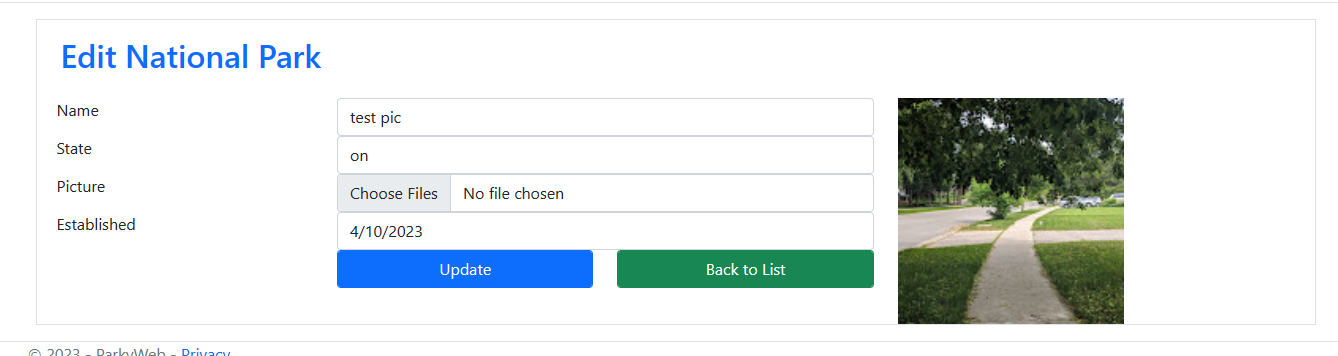 Edit National Park
Name
test pic
State
on
Picture
Choose Files No file chosen
Established
4/10/2023
Update
Back to List
© 2023 - ParkyWeb - Privacy